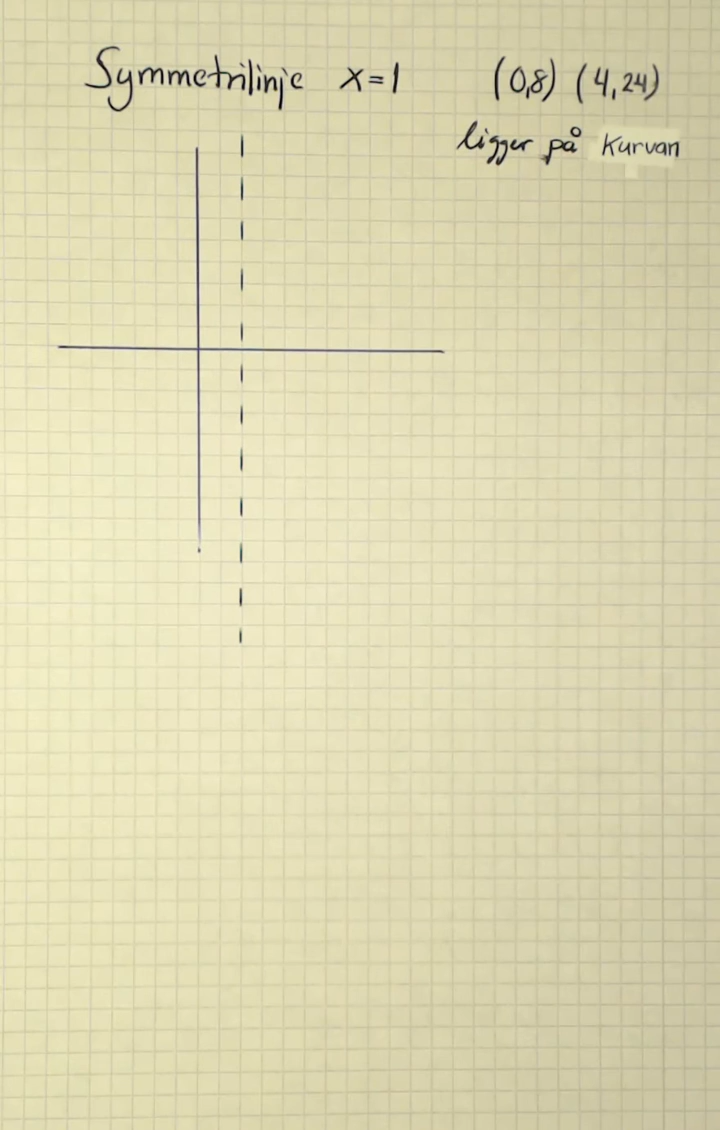 Symmetrilinje x=1 (0,8) (4,24)
ligger på kurvan